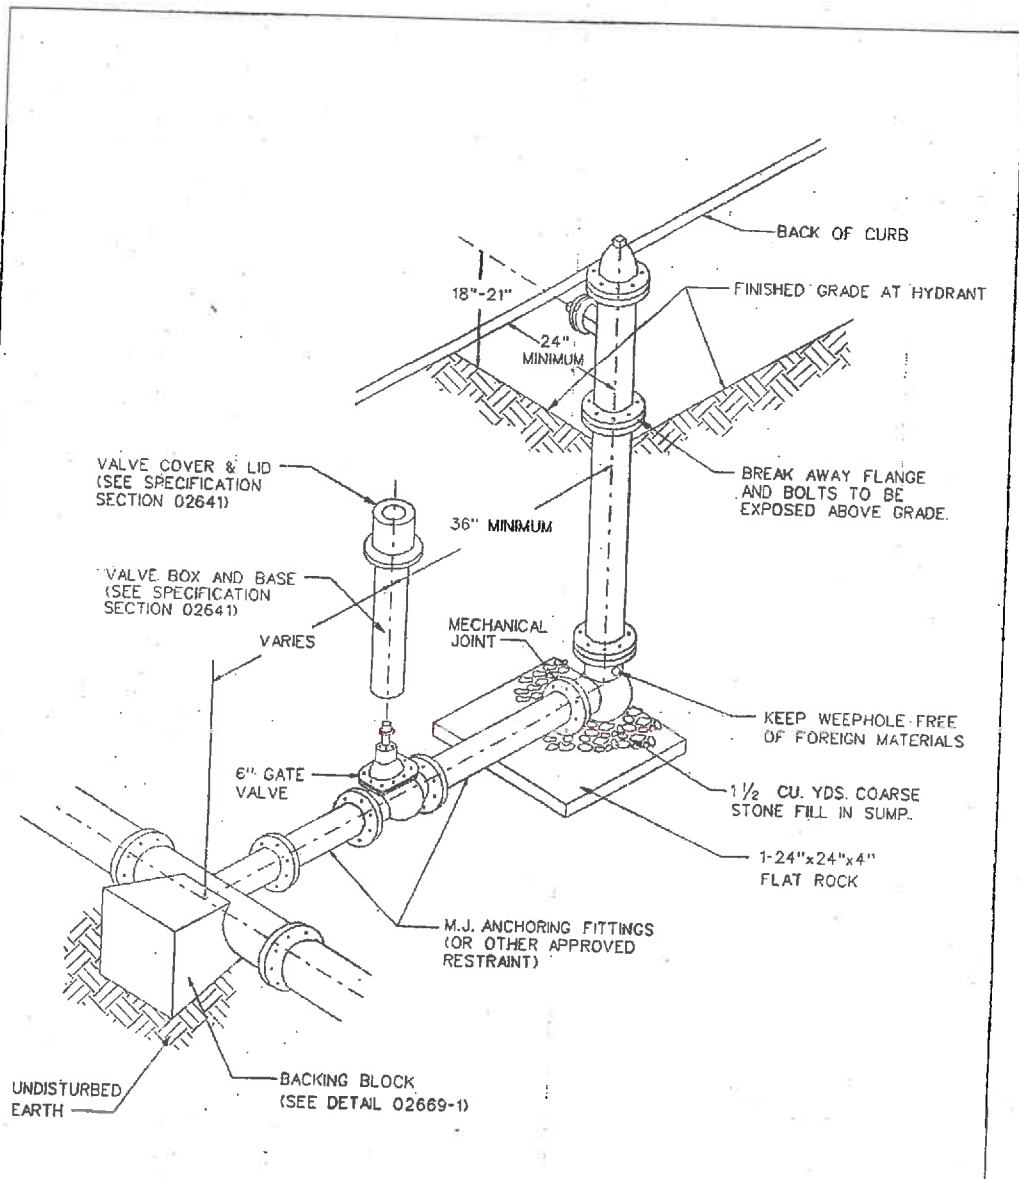 BACK OF CURB
18"-21"
FINISHED GRADE AT HYDRANT
24"
MINIMUM
VALVE COVER & LID
(SEE SPECIFICATION
SECTION 02641)
BREAK AWAY FLANGE
AND BOLTS TO BE
EXPOSED ABOVE GRADE.
36" MINIMUM
VALVE BOX AND BASE
(SEE SPECIFICATION
SECTION 02641)
VARIES
MECHANICAL
JOINT
KEEP WEEPHOLE FREE
OF FOREIGN MATERIALS
6" GATE
VALVE
1 1/2 CU. YDS. COARSE
STONE FILL IN SUMP.
1-24"x24"x4"
FLAT ROCK
M.J. ANCHORING FITTINGS
(OR OTHER APPROVED
RESTRAINT)
UNDISTURBED
EARTH
BACKING BLOCK
(SEE DETAIL 02669-1)